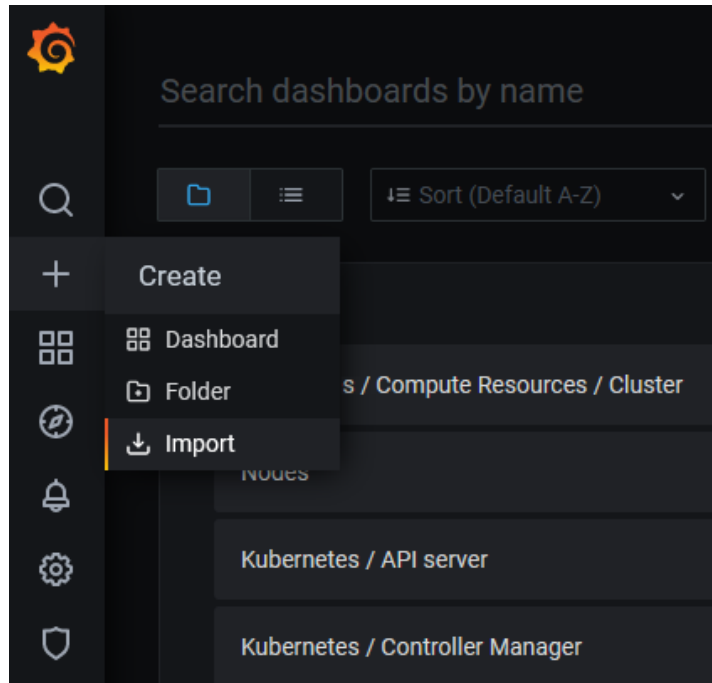 Search dashboards by name
Sort (Default A-Z)
Create
Dashboard
Folder
s / Compute Resources / Cluster
Import
Nodes
Kubernetes / API server
Kubernetes / Controller Manager